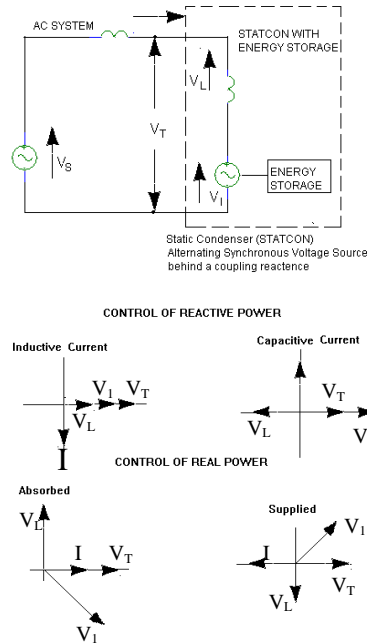 AC SYSTEM
STATCON WITH
ENERGY STORAGE
VL
VT
VS
VI
ENERGY
STORAGE
Static Condenser (STATCON)
Alternating Synchronous Voltage Source
behind a coupling reactence
CONTROL OF REACTIVE POWER
Inductive Current
Capacitive Current
V1 VT
VL
I
VL VT V
CONTROL OF REAL POWER
Absorbed
Supplied
VL
I VT
V1
V1
I
VL VT